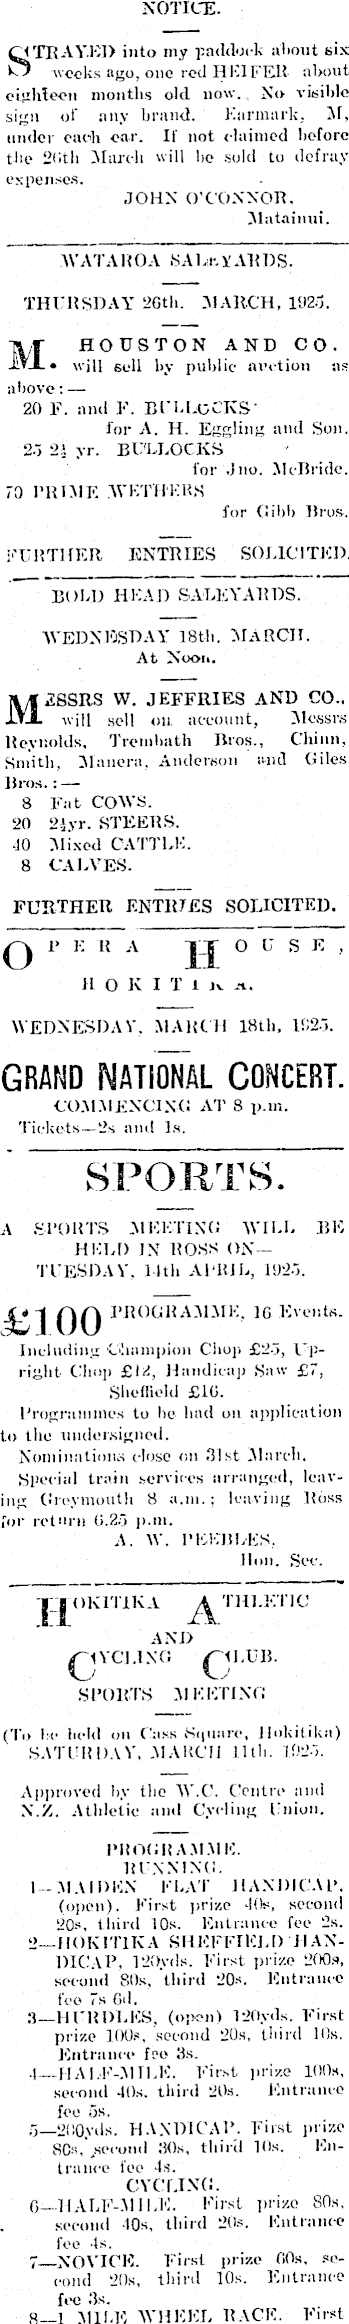 NOTICE.
STRAYED into my paddock about six
weeks ago, one red HEIFER about
eighteen months old now. No visible
sign of any brand. Earmark, M,
under each ear. If not claimed before
the 26th March will be sold to defray
expenses.
JOHN O'CONNOR,
Matainui.
WATAROA SALEYARDS.
THURSDAY 26th. MARCH, 1925.
M. HOUSTON AND CO.
will sell by public auction as
above:—
20 F. and F. BULLOCKS
for A. H. Eggling and Son.
25 2½ yr. BULLOCKS
for Jno. McBride.
70 PRIME WETHERS
for Gibb Bros.
FURTHER ENTRIES SOLICITED.
BOLD HEAD SALEYARDS.
WEDNESDAY 18th. MARCH.
At Noon.
MESSRS W. JEFFRIES AND CO.,
will sell on account, Messrs
Reynolds, Trembath Bros., Chinn,
Smith, Manera, Anderson and Giles
Bros.:—
8 Fat COWS.
20 2½yr. STEERS.
40 Mixed CATTLE.
8 CALVES.
FURTHER ENTRIES SOLICITED.
OPERA HOUSE,
HOKITIKA.
WEDNESDAY, MARCH 18th, 1925.
GRAND NATIONAL CONCERT.
COMMENCING AT 8 p.m.
Tickets—2s and 1s.
SPORTS.
A SPORTS MEETING WILL BE
HELD IN ROSS ON—
TUESDAY, 14th APRIL, 1925.
£100 PROGRAMME, 16 Events.
Including Champion Chop £25, Up-
right Chop £12, Handicap Saw £7,
Sheffield £16.
Programmes to be had on application
to the undersigned.
Nominations close on 31st March.
Special train services arranged, leav-
ing Greymouth 8 a.m.; leaving Ross
for return 6.25 p.m.
A. W. PEEBLES,
Hon. Sec.
HOKITIKA ATHLETIC
AND
CYCLING CLUB.
SPORTS MEETING
(To be held on Cass Square, Hokitika)
SATURDAY, MARCH 14th. 1925.
Approved by the W.C. Centre and
N.Z. Athletic and Cycling Union.
PROGRAMME.
RUNNING.
1—MAIDEN FLAT HANDICAP,
(open). First prize 40s, second
20s, third 10s. Entrance fee 2s.
2—HOKITIKA SHEFFIELD HAN-
DICAP, 120yds. First prize 200s,
second 80s, third 20s. Entrance
fee 7s 6d.
3—HURDLES, (open) 120yds. First
prize 100s, second 20s, third 10s.
Entrance fee 3s.
4—HALF-MILE. First prize 100s,
second 40s, third 20s. Entrance
fee 5s.
5—200yds. HANDICAP. First prize
80s, second 30s, third 10s. En-
trance fee 4s.
CYCLING.
6—HALF-MILE. First prize 80s,
second 40s, third 20s. Entrance
fee 4s.
7—NOVICE. First prize 60s, se-
cond 20s, third 10s. Entrance
fee 3s.
8—1 MILE WHEEL RACE. First